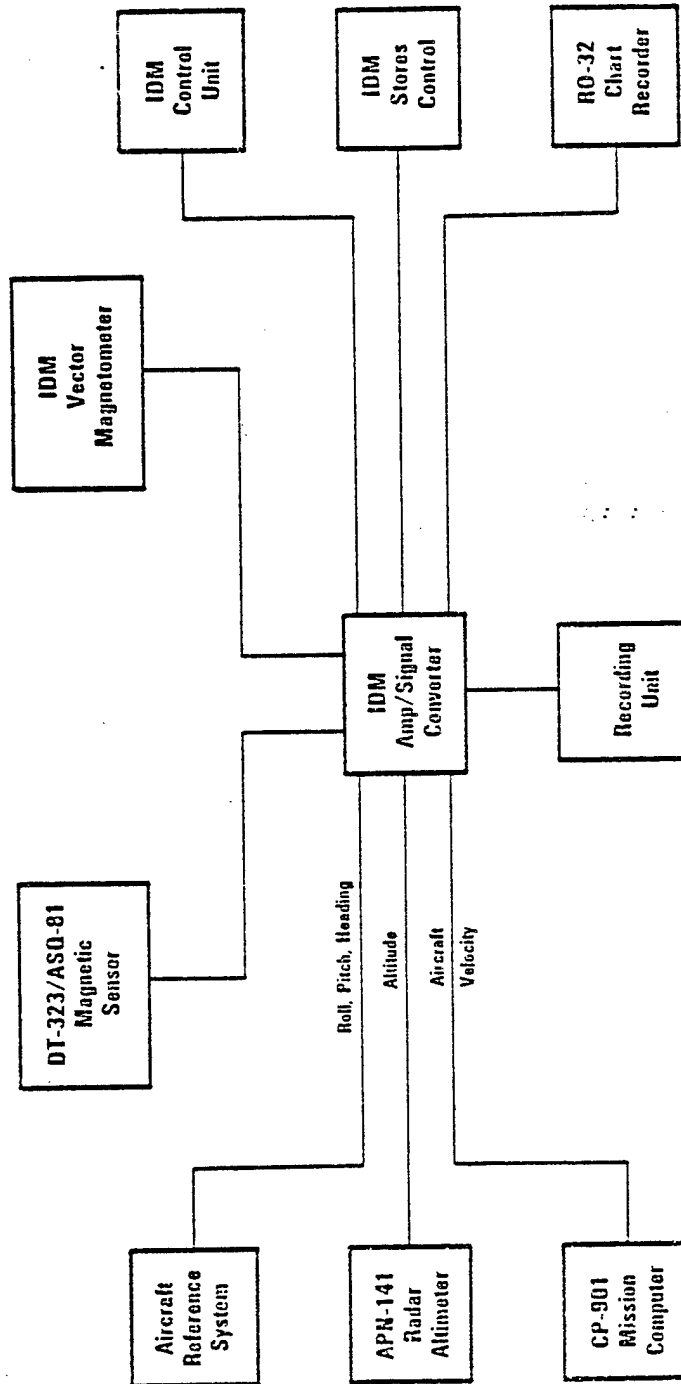 DT-323/ASQ-81
Magnetic
Sensor
IDM
Vector
Magnetometer
Aircraft
Reference
System
Roll, Pitch, Heading
IDM
Control
Unit
APN-141
Radar
Altimeter
Altitude
IDM
Amp/Signal
Converter
IDM
Stores
Control
CP-901
Mission
Computer
Aircraft
Velocity
Recording
Unit
RO-32
Chart
Recorder